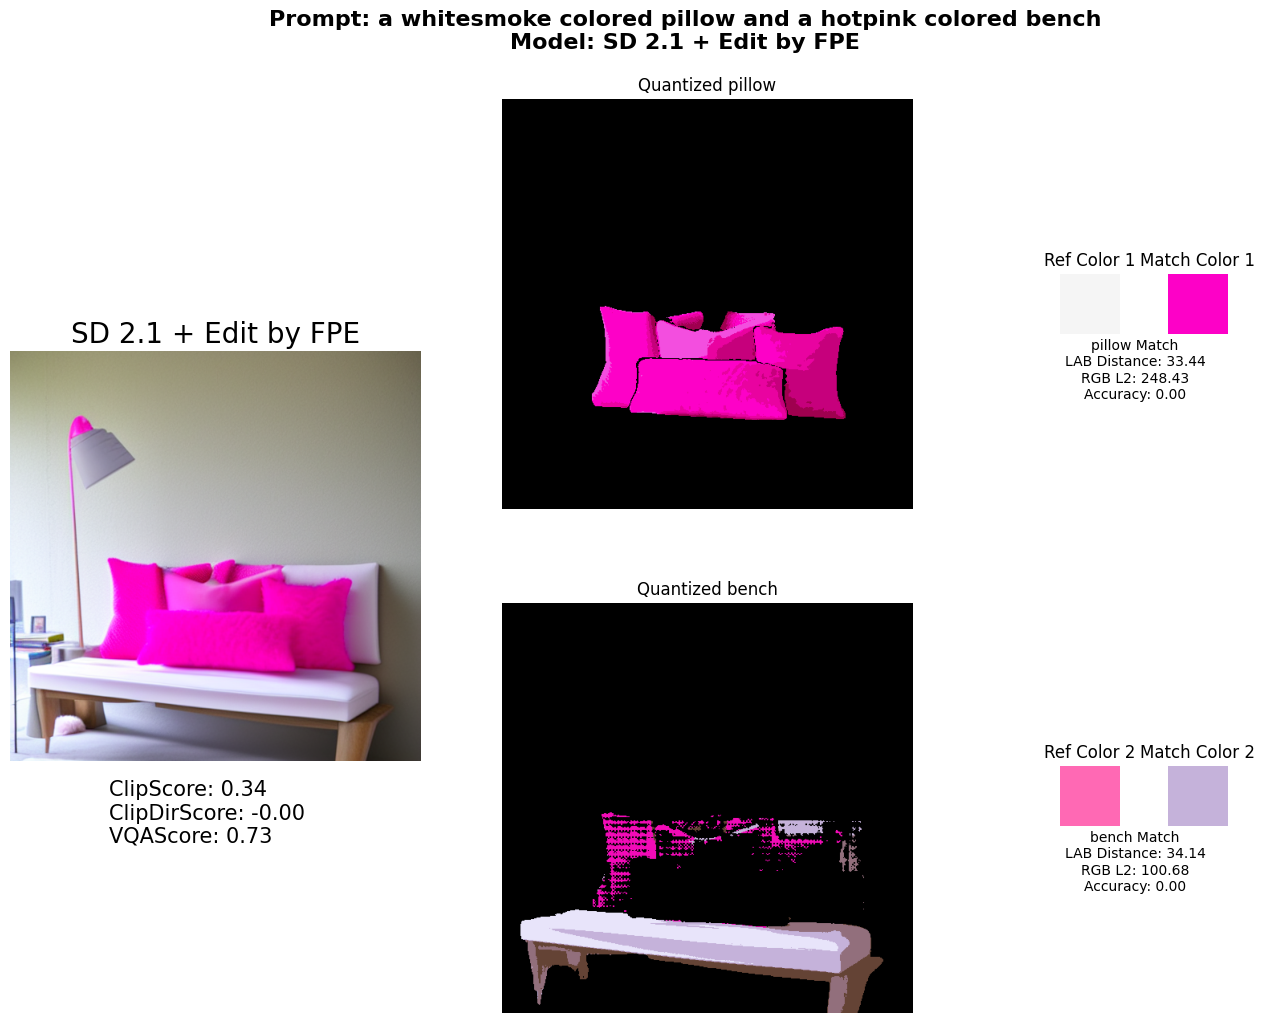 Prompt: a whitesmoke colored pillow and a hotpink colored bench
Model: SD 2.1 + Edit by FPE
SD 2.1 + Edit by FPE
ClipScore: 0.34
ClipDirScore: -0.00
VQAScore: 0.73
Quantized pillow
Ref Color 1 Match Color 1
pillow Match
LAB Distance: 33.44
RGB L2: 248.43
Accuracy: 0.00
Quantized bench
Ref Color 2 Match Color 2
bench Match
LAB Distance: 34.14
RGB L2: 100.68
Accuracy: 0.00